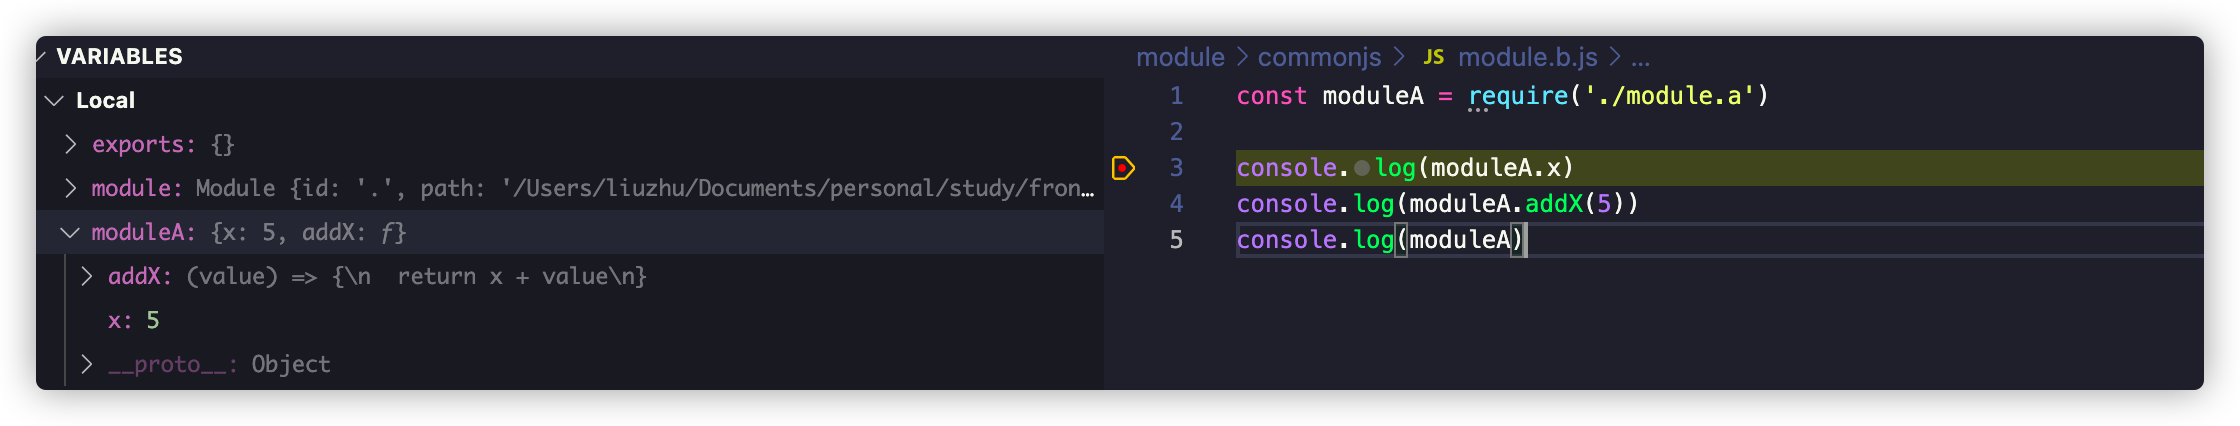 VARIABLES
Local
exports: {}
module: Module {id: '.', path: '/Users/liuzhu/Documents/personal/study/fron…
moduleA: {x: 5, addX: ƒ}
addX: (value) => {\n  return x + value\n}
x: 5
__proto__: Object
module > commonjs > JS module.b.js > ...
1 const moduleA = require('./module.a')
2
3 console.log(moduleA.x)
4 console.log(moduleA.addX(5))
5 console.log(moduleA)